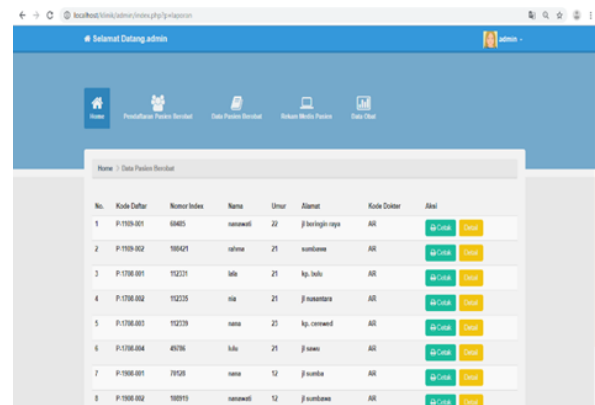 localhost/klinik/admin/index.php?p=laporan
Selamat Datang admin
admin
Home
Pendaftaran Pasien Berobat
Data Pasien Berobat
Rekam Medis Pasien
Data Obat
Home > Data Pasien Berobat
No. Kode Daftar Nomor Index Nama Umur Alamat Kode Dokter Aksi
1 P-1109-001 60485 nanawati 22 jl beringin raya AR Cetak Detail
2 P-1109-002 100421 rahma 21 sumbawa AR Cetak Detail
3 P-1708-001 112331 lala 21 kp. bulu AR Cetak Detail
4 P-1708-002 112335 nia 21 jl nusantara AR Cetak Detail
5 P-1708-003 112339 nana 23 kp. cerewed AR Cetak Detail
6 P-1708-004 49786 lulu 21 jl sawo AR Cetak Detail
7 P-1908-001 78528 nana 12 jl sumba AR Cetak Detail
8 P-1908-002 108919 nanawati 12 jl sumbawa AR Cetak Detail